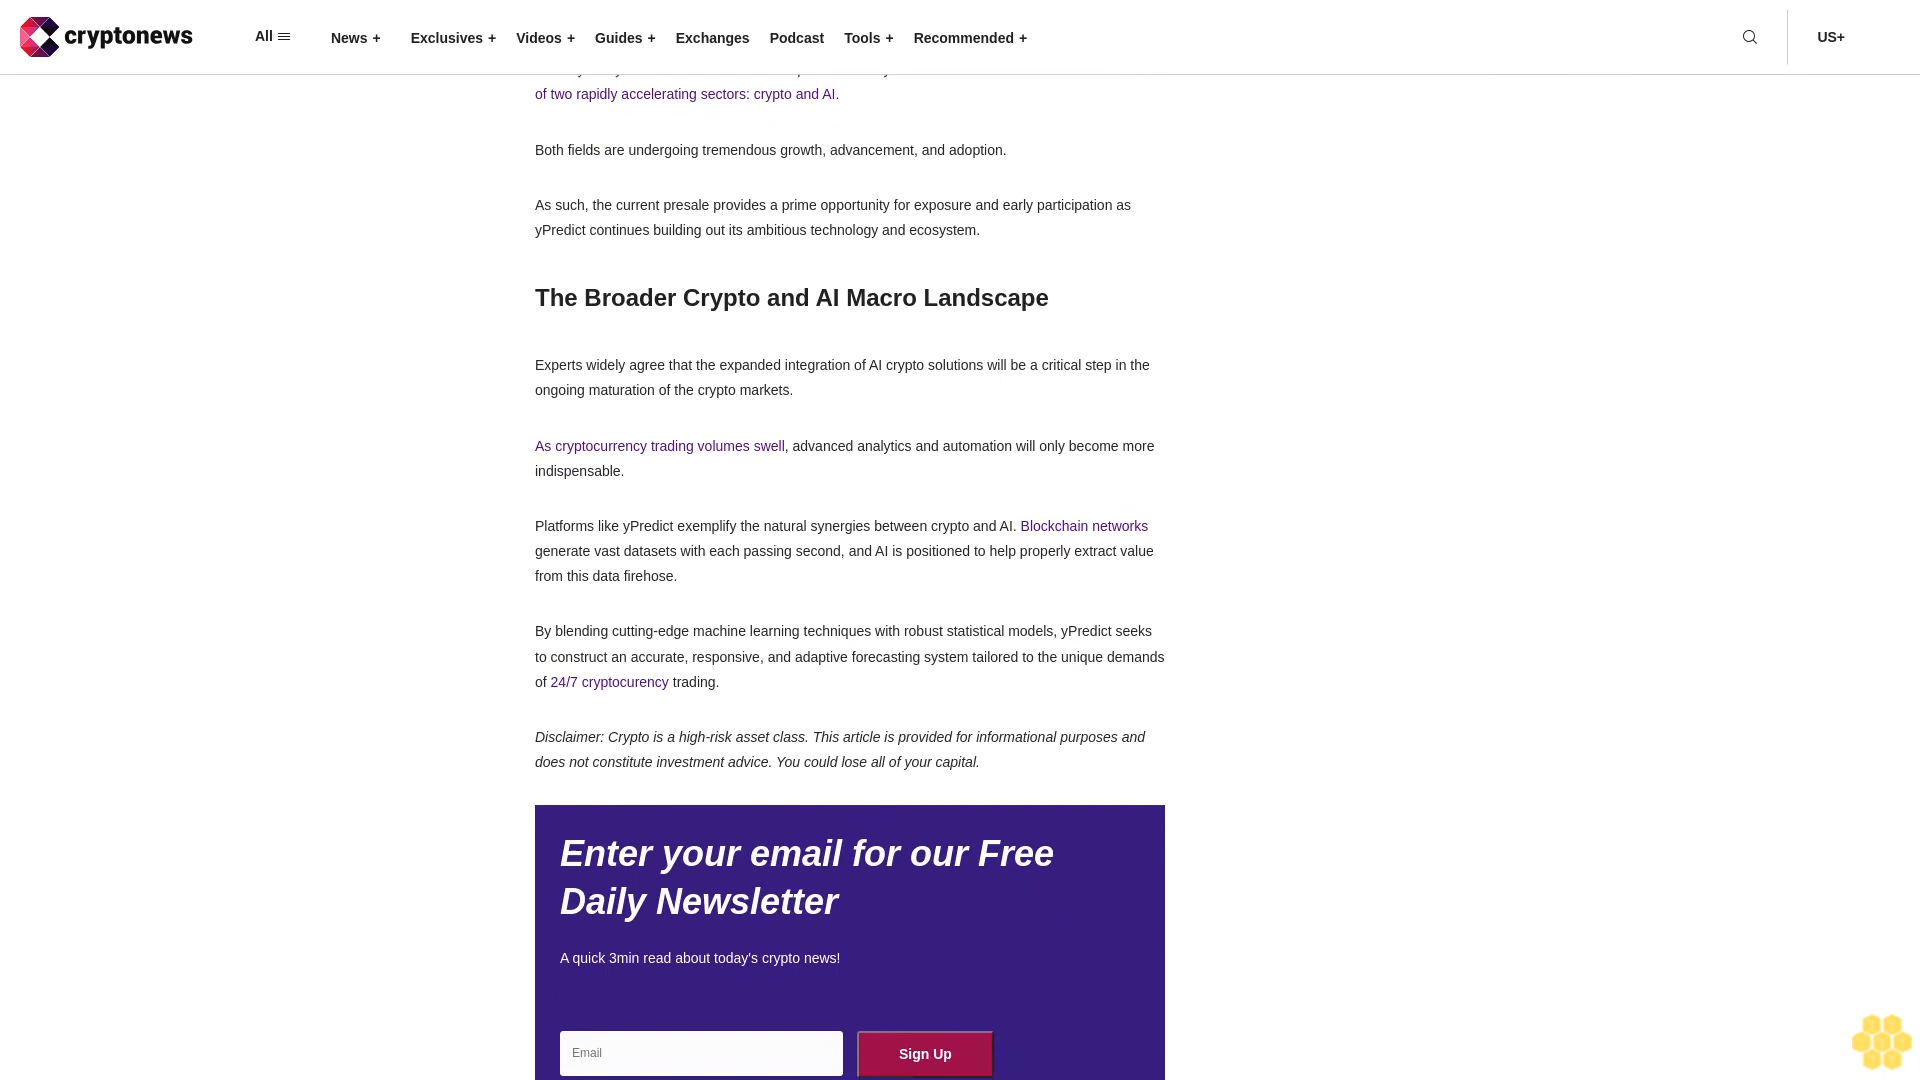 cryptonews
All
News +
Exclusives +
Videos +
Guides +
Exchanges
Podcast
Tools +
Recommended +
US+
of two rapidly accelerating sectors: crypto and AI.
Both fields are undergoing tremendous growth, advancement, and adoption.
As such, the current presale provides a prime opportunity for exposure and early participation as
yPredict continues building out its ambitious technology and ecosystem.
The Broader Crypto and AI Macro Landscape
Experts widely agree that the expanded integration of AI crypto solutions will be a critical step in the
ongoing maturation of the crypto markets.
As cryptocurrency trading volumes swell, advanced analytics and automation will only become more
indispensable.
Platforms like yPredict exemplify the natural synergies between crypto and AI. Blockchain networks
generate vast datasets with each passing second, and AI is positioned to help properly extract value
from this data firehose.
By blending cutting-edge machine learning techniques with robust statistical models, yPredict seeks
to construct an accurate, responsive, and adaptive forecasting system tailored to the unique demands
of 24/7 cryptocurency trading.
Disclaimer: Crypto is a high-risk asset class. This article is provided for informational purposes and
does not constitute investment advice. You could lose all of your capital.
Enter your email for our Free
Daily Newsletter
A quick 3min read about today's crypto news!
Email
Sign Up